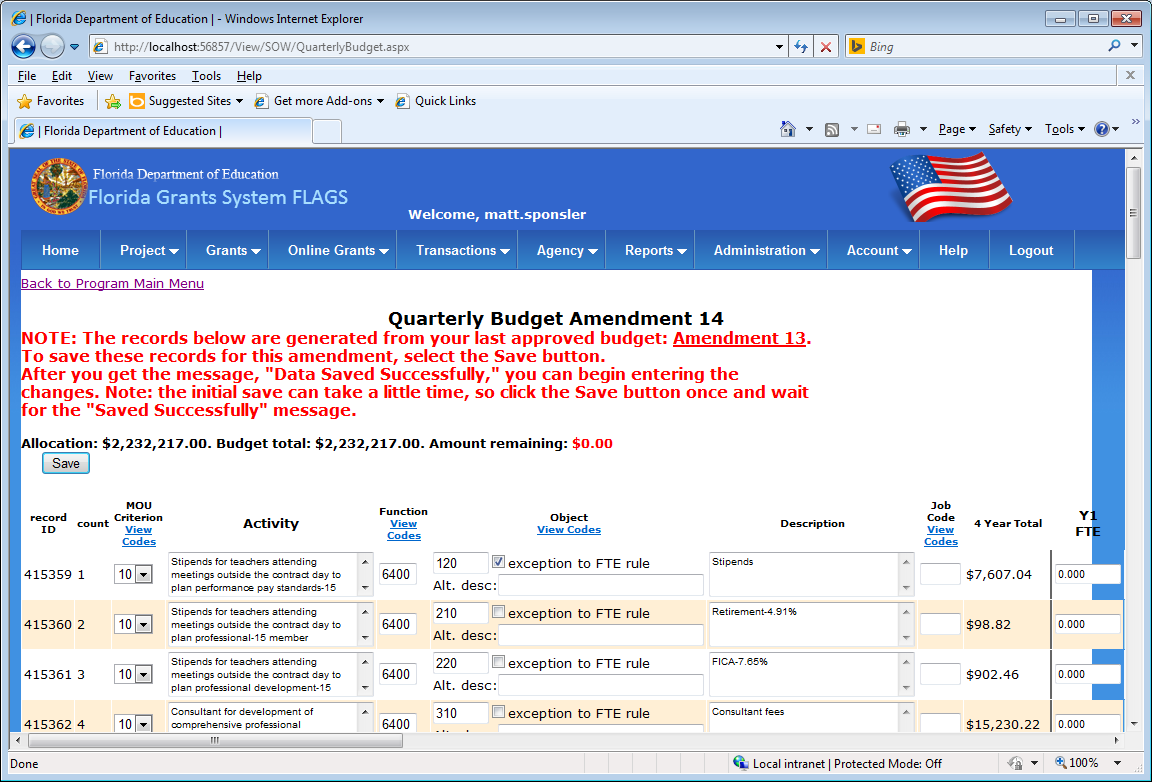 | Florida Department of Education | - Windows Internet Explorer
http://localhost:56857/View/SOW/QuarterlyBudget.aspx
Bing
File Edit View Favorites Tools Help
Favorites Suggested Sites Get more Add-ons Quick Links
| Florida Department of Education |
Page Safety Tools
Florida Department of Education
Florida Grants System FLAGS
Welcome, matt.sponsler
Home Project Grants Online Grants Transactions Agency Reports Administration Account Help Logout
Back to Program Main Menu
Quarterly Budget Amendment 14
NOTE: The records below are generated from your last approved budget: Amendment 13.
To save these records for this amendment, select the Save button.
After you get the message, "Data Saved Successfully," you can begin entering the
changes. Note: the initial save can take a little time, so click the Save button once and wait
for the "Saved Successfully" message.
Allocation: $2,232,217.00. Budget total: $2,232,217.00. Amount remaining: $0.00
Save
record ID count MOU Criterion View Codes Activity Function View Codes Object View Codes Description Job Code View Codes 4 Year Total Y1 FTE
415359 1 10 Stipends for teachers attending 6400 120 exception to FTE rule Stipends $7,607.04 0.000
meetings outside the contract day to
plan performance pay standards-15
Alt. desc:
415360 2 10 Stipends for teachers attending 6400 210 exception to FTE rule Retirement-4.91% $98.82 0.000
meetings outside the contract day to
plan professional-15 member
Alt. desc:
415361 3 10 Stipends for teachers attending 6400 220 exception to FTE rule FICA-7.65% $902.46 0.000
meetings outside the contract day to
plan professional development-15
Alt. desc:
415362 4 10 Consultant for development of 6400 310 exception to FTE rule Consultant fees $15,230.22 0.000
comprehensive professional
Done Local intranet | Protected Mode: Off 100%